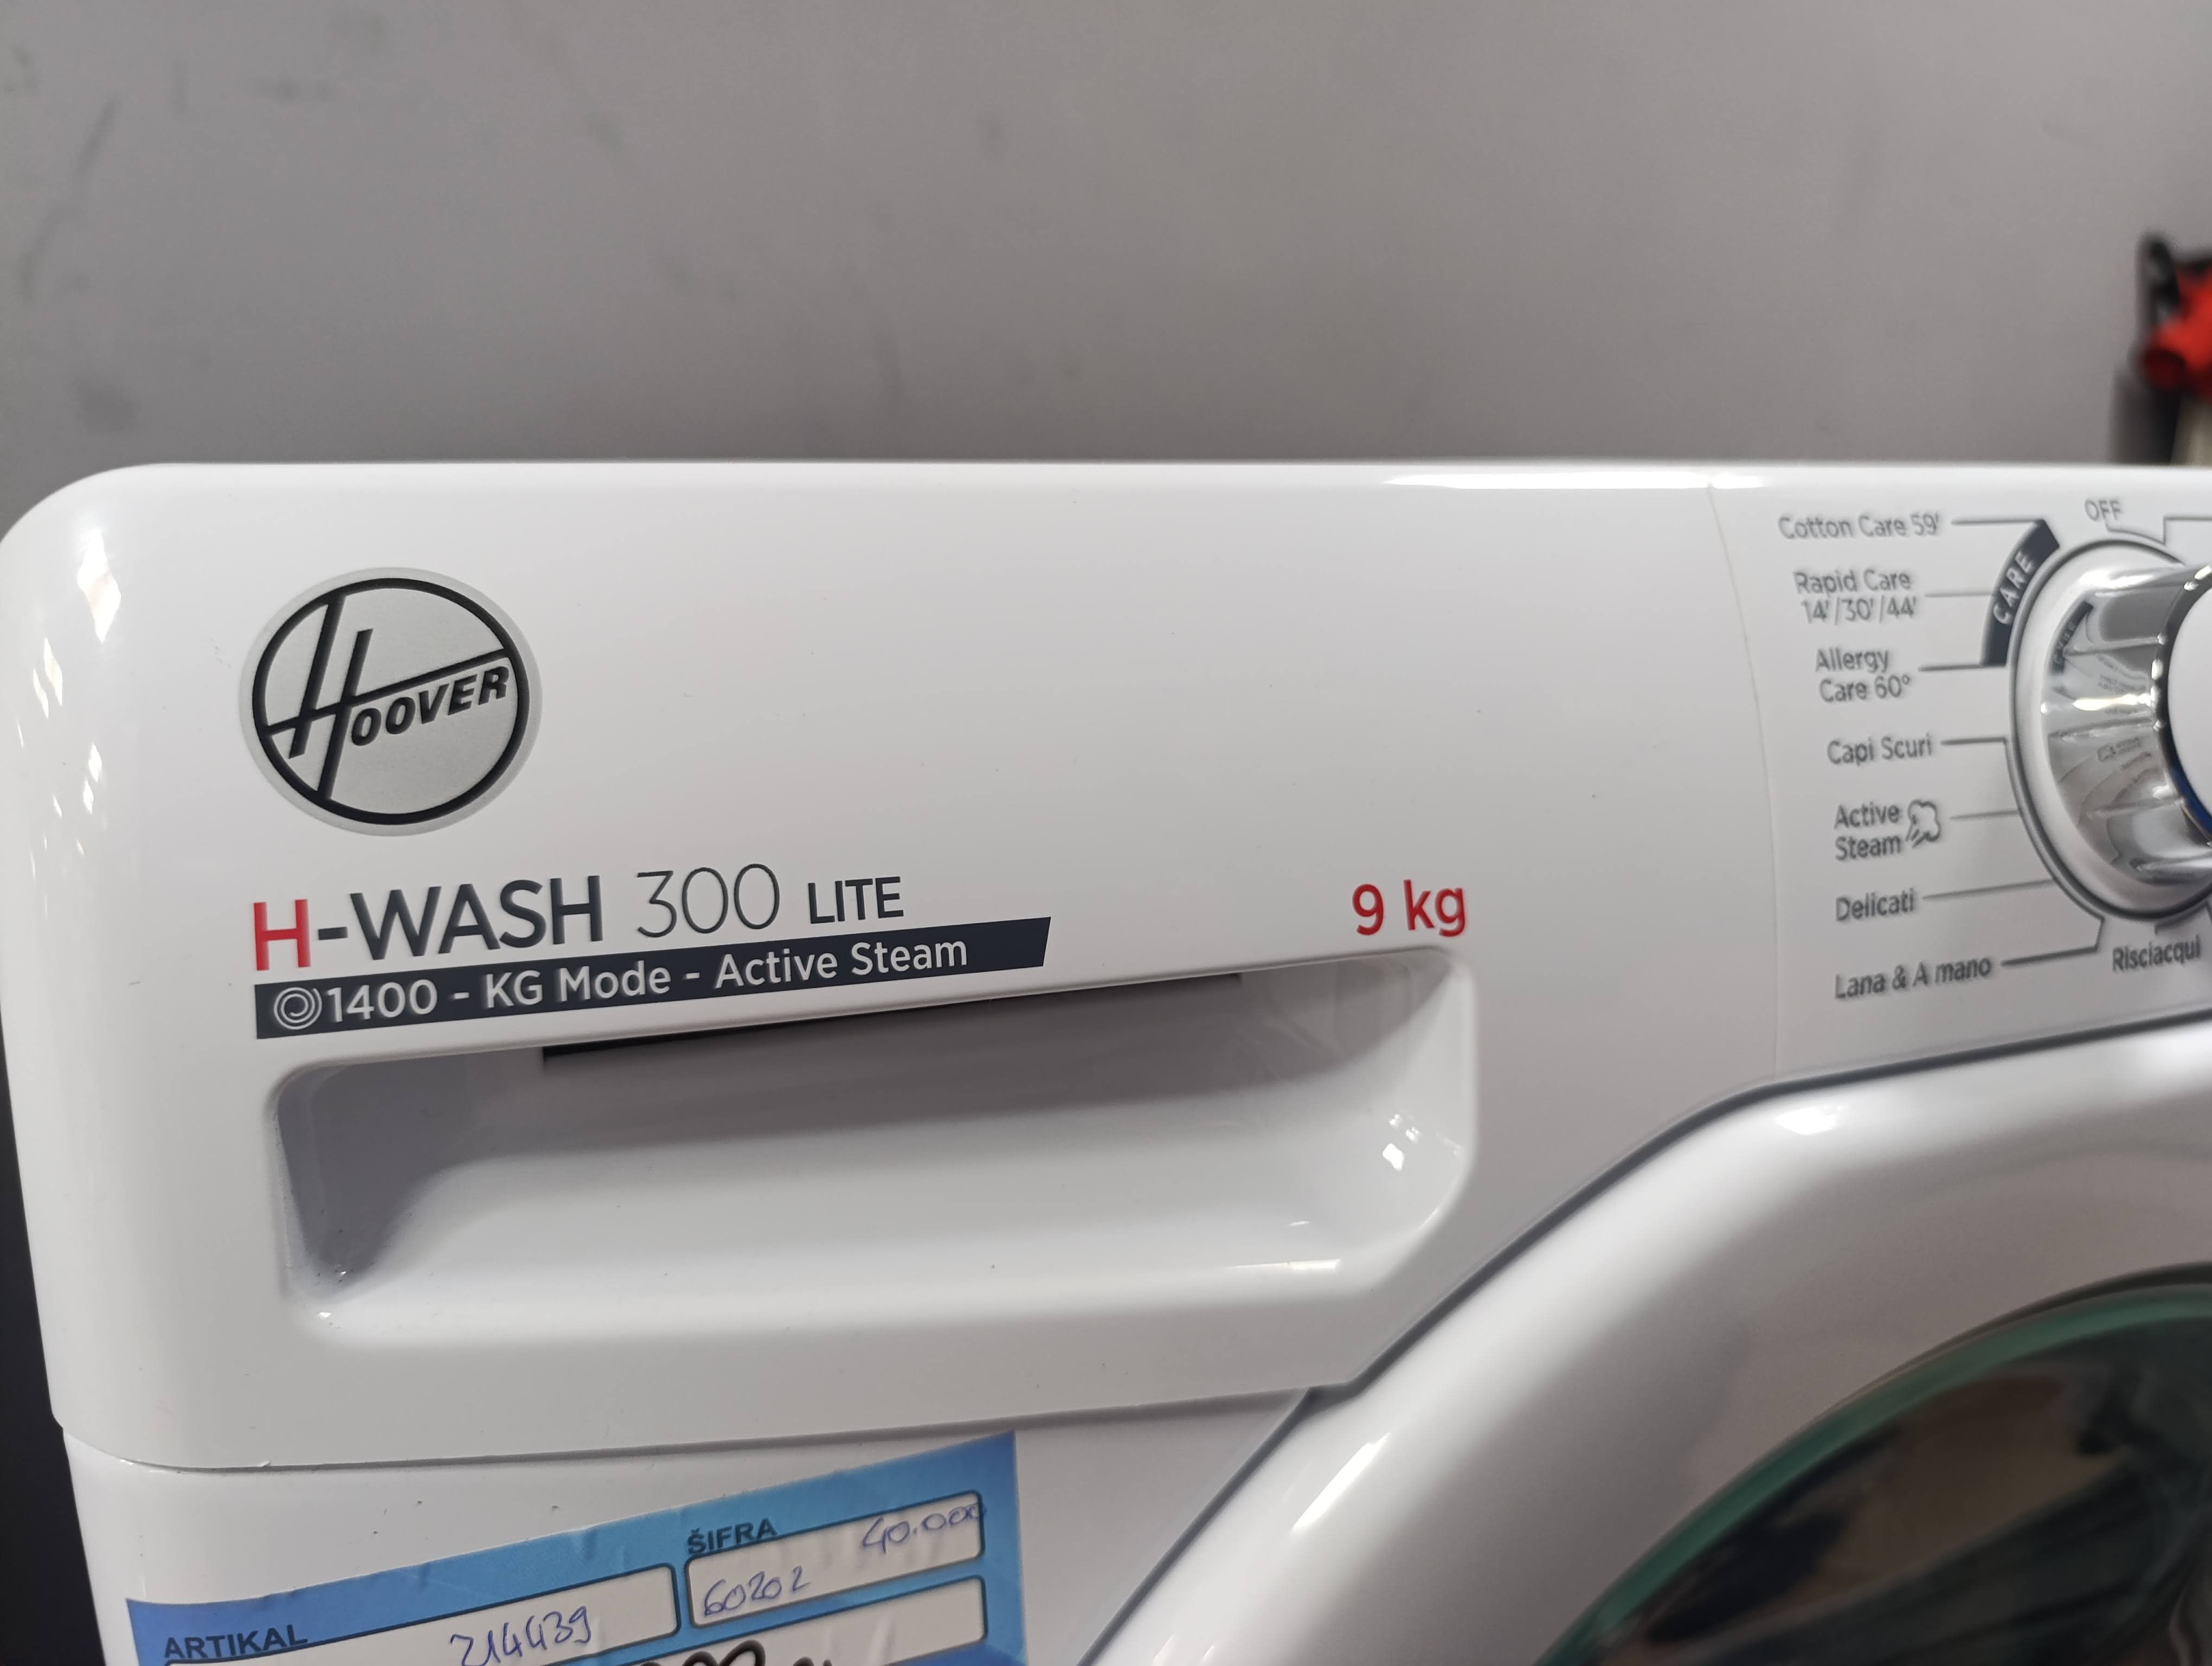 HOOVER
H-WASH 300 LITE
1400 - KG Mode - Active Steam
9 kg
OFF
Cotton Care 59'
Rapid Care
14'/30'/44'
CARE
Allergy
Care 60°
Capi Scuri
Active
Steam
Delicati
Lana & A mano
Risciacqui
ŠIFRA
40.000
60202
ARTIKAL
214439